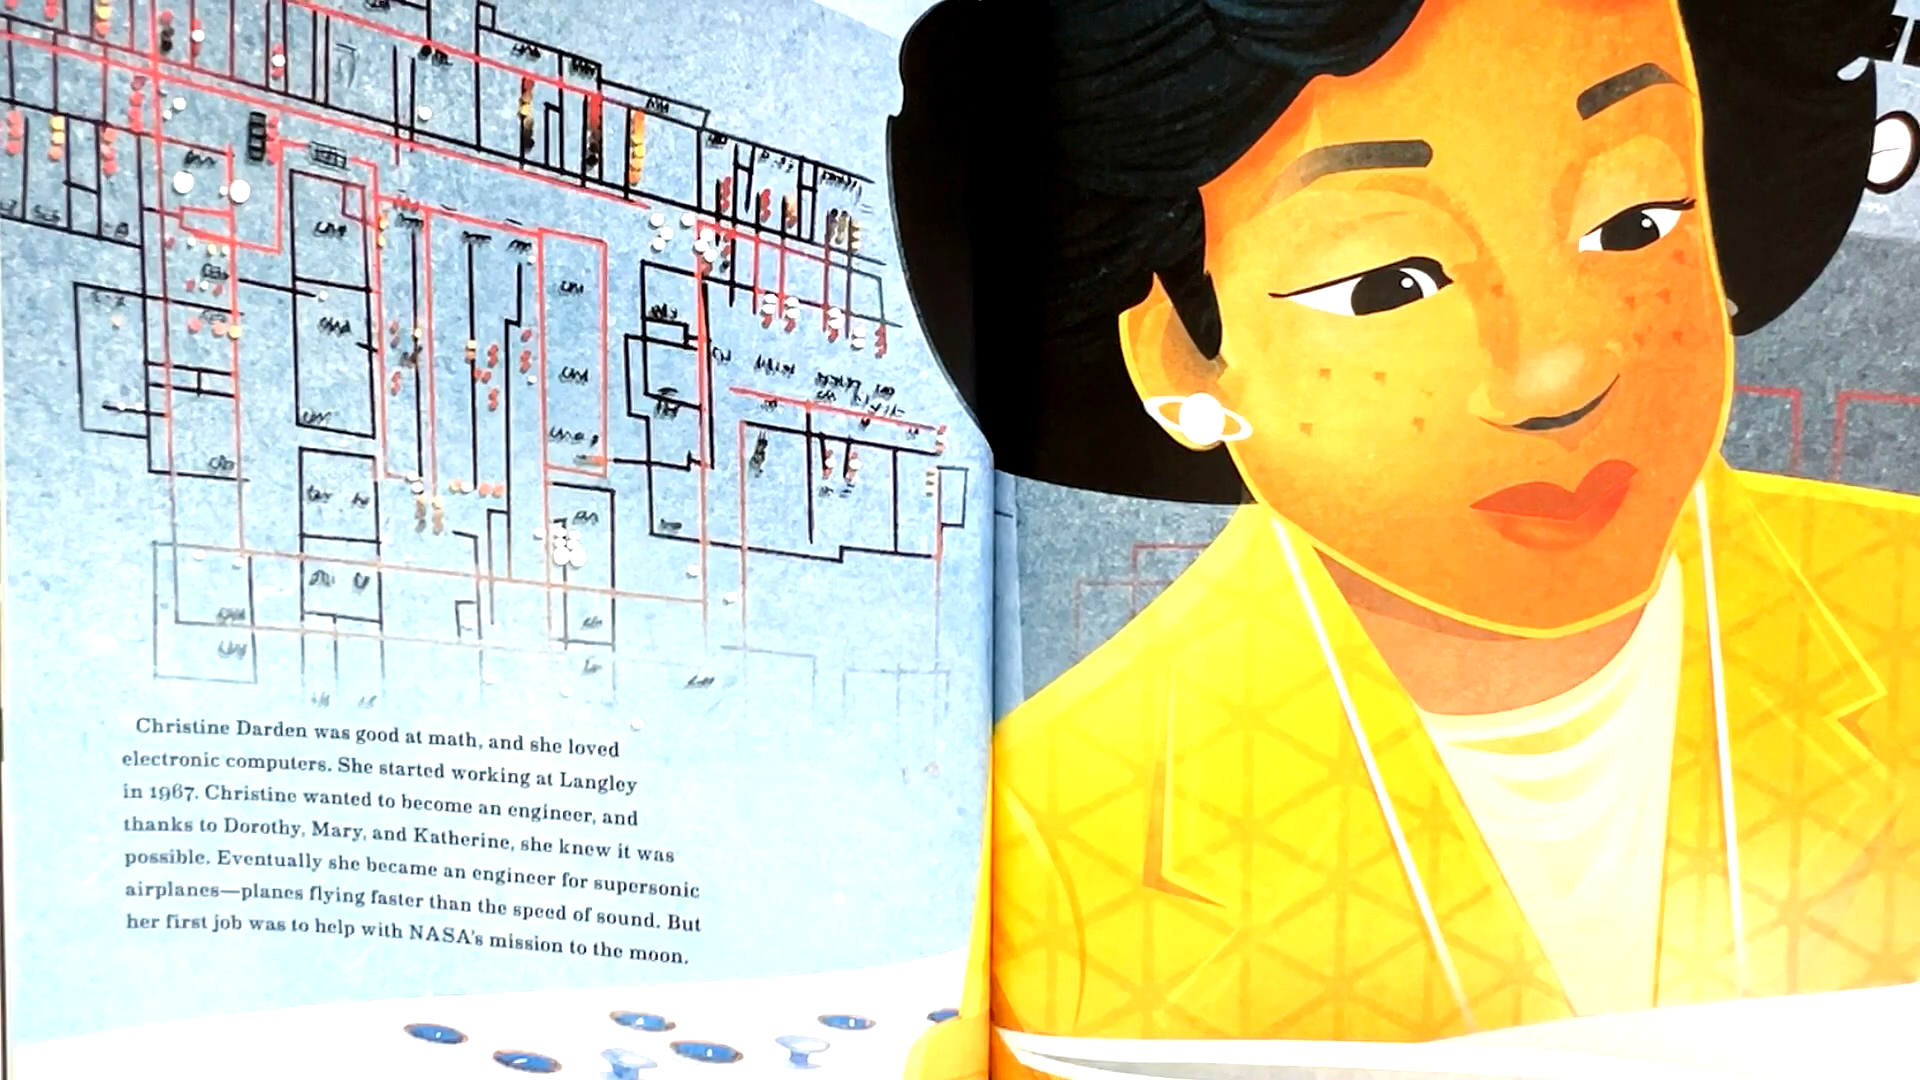 Christine Darden was good at math, and she loved
electronic computers. She started working at Langley
in 1967. Christine wanted to become an engineer, and
thanks to Dorothy, Mary, and Katherine, she knew it was
possible. Eventually she became an engineer for supersonic
airplanes—planes flying faster than the speed of sound. But
her first job was to help with NASA's mission to the moon.